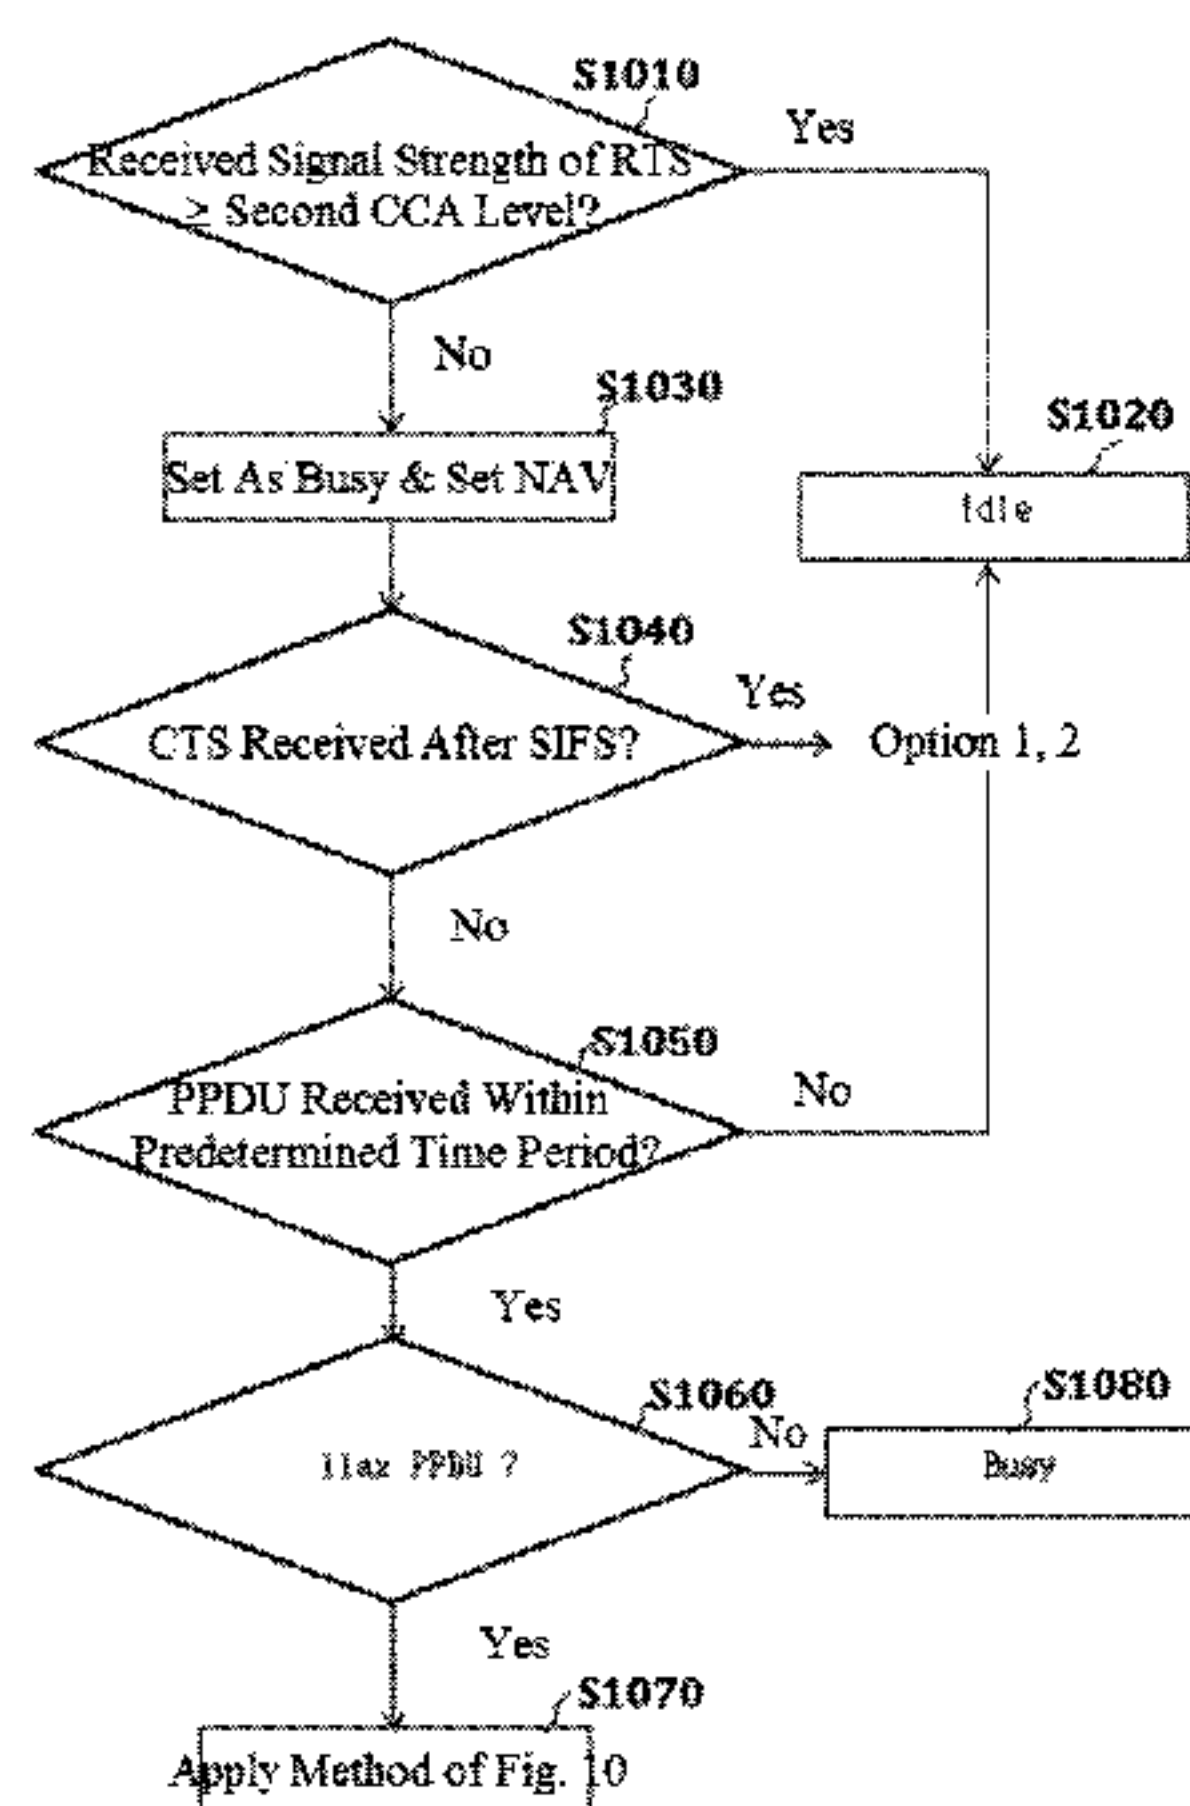 S1010
Received Signal Strength of RTS
≥ Second CCA Level?
Yes
No
S1030
Set As Busy & Set NAV
S1020
Idle
S1040
CTS Received After SIFS?
Yes
Option 1, 2
No
S1050
PPDU Received Within
Predetermined Time Period?
No
Yes
S1060
11ax PPDU ?
No
S1080
Busy
Yes
S1070
Apply Method of Fig. 10